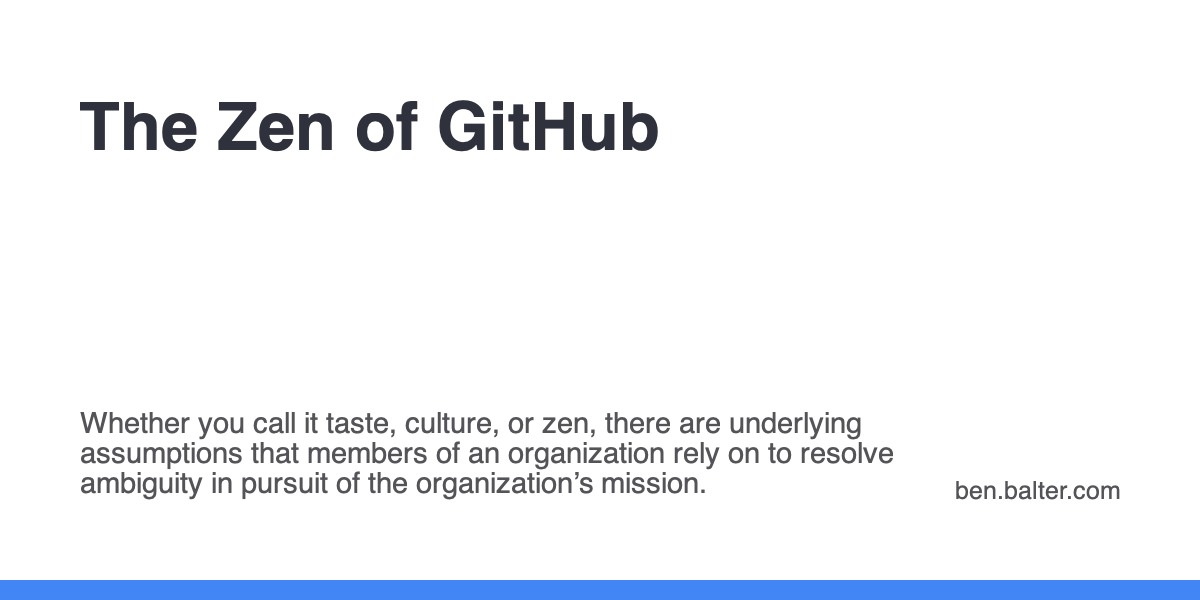 The Zen of GitHub
Whether you call it taste, culture, or zen, there are underlying
assumptions that members of an organization rely on to resolve
ambiguity in pursuit of the organization’s mission.
ben.balter.com